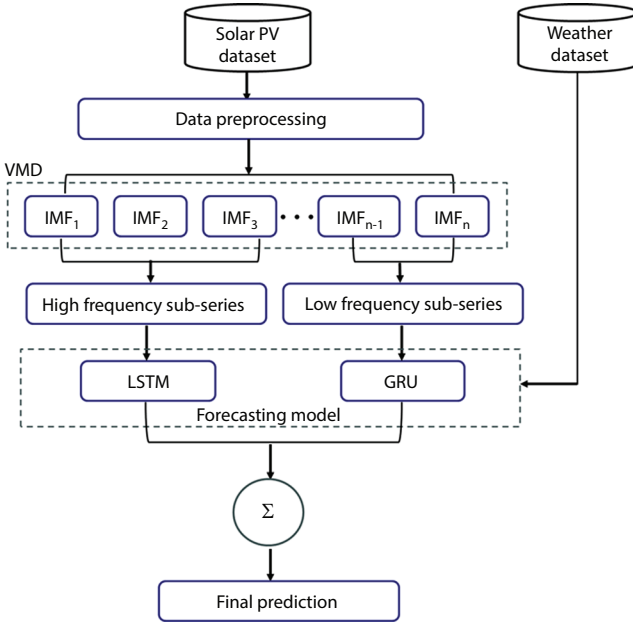 Solar PV
dataset
Weather
dataset
Data preprocessing
VMD
IMF₁
IMF₂
IMF₃
• • •
IMFₙ₋₁
IMFₙ
High frequency sub-series
Low frequency sub-series
LSTM
GRU
Forecasting model
Σ
Final prediction